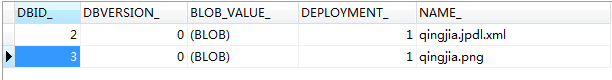 DBID_ DBVERSION_ BLOB_VALUE_ DEPLOYMENT_ NAME_
2 0 (BLOB) 1 qingjia.jpdl.xml
3 0 (BLOB) 1 qingjia.png